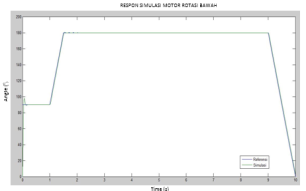 RESPON SIMULASI MOTOR ROTASI BAWAH
200
180
160
140
120
100
80
60
40
20
0
0 1 2 3 4 5 6 7 8 9 10
Angle (°)
Time (s)
Reference
Simulasi